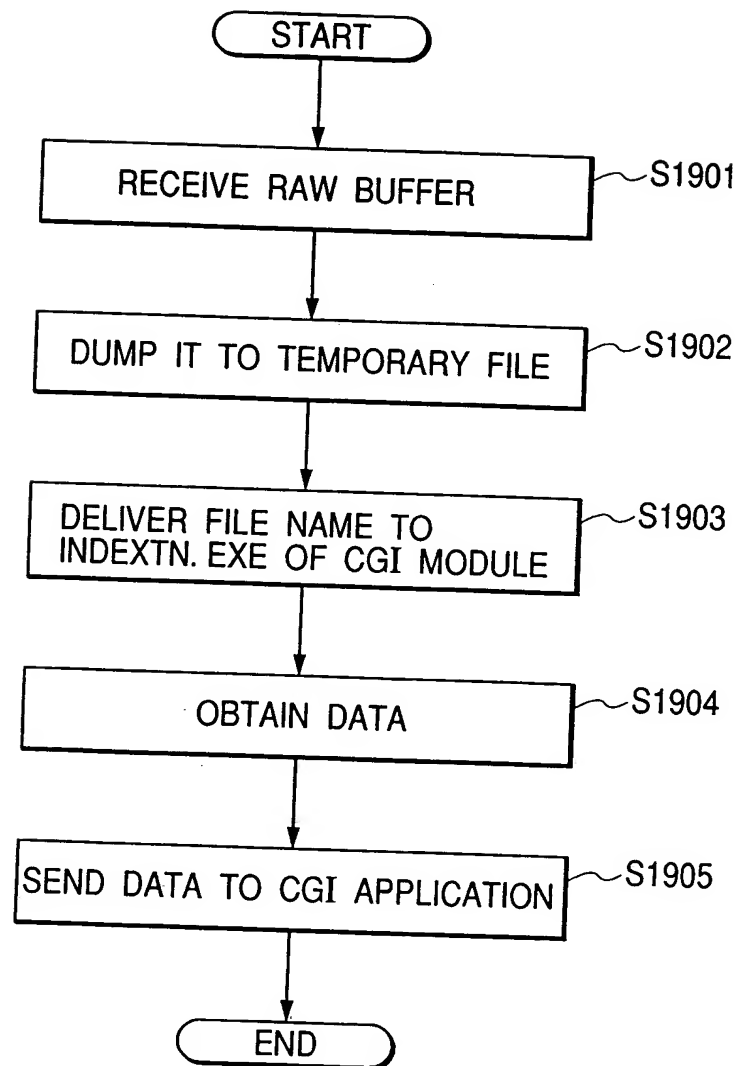 START
RECEIVE RAW BUFFER
S1901
DUMP IT TO TEMPORARY FILE
S1902
DELIVER FILE NAME TO
INDEXTN. EXE OF CGI MODULE
S1903
OBTAIN DATA
S1904
SEND DATA TO CGI APPLICATION
S1905
END